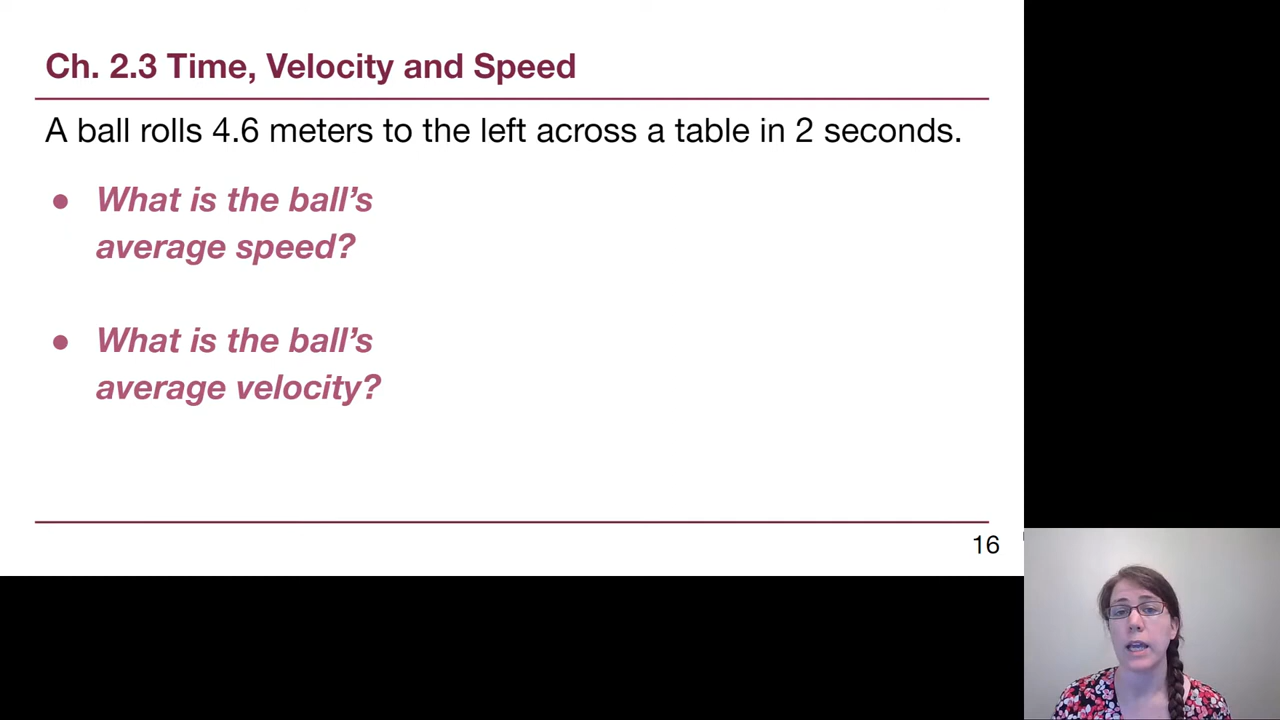 Ch. 2.3 Time, Velocity and Speed
A ball rolls 4.6 meters to the left across a table in 2 seconds.
● What is the ball’s
average speed?
● What is the ball’s
average velocity?
16